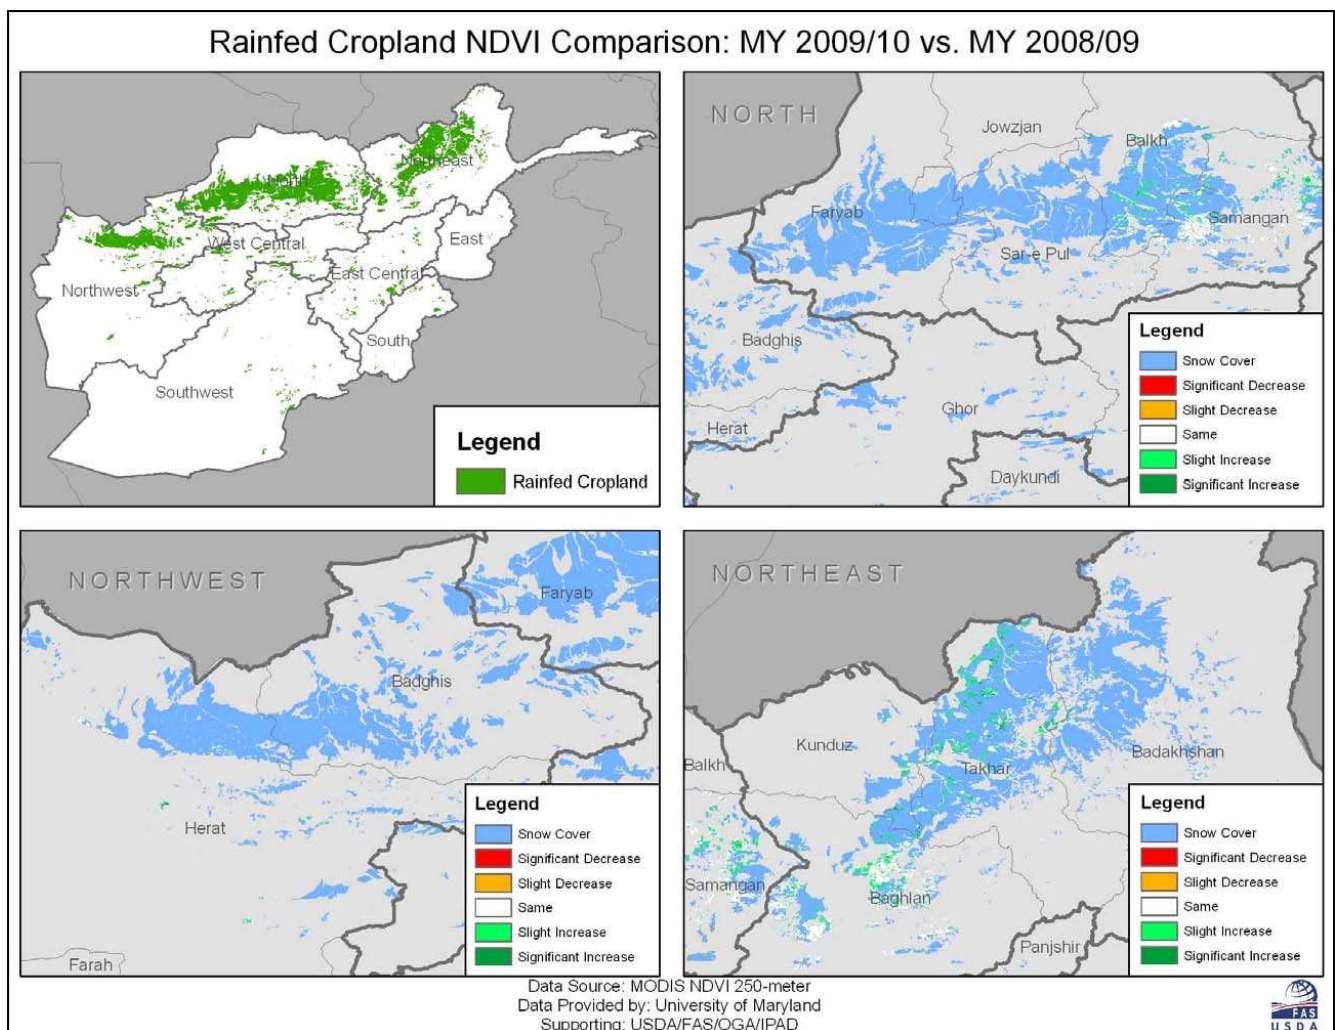 Rainfed Cropland NDVI Comparison: MY 2009/10 vs. MY 2008/09
Northeast
North
West Central
East
East Central
Northwest
South
Southwest
Legend
Rainfed Cropland
NORTH
Jowzjan
Balkh
Faryab
Samangan
Sar-e Pul
Badghis
Ghor
Herat
Daykundi
Legend
Snow Cover
Significant Decrease
Slight Decrease
Same
Slight Increase
Significant Increase
NORTHWEST
Faryab
Badghis
Herat
Farah
Legend
Snow Cover
Significant Decrease
Slight Decrease
Same
Slight Increase
Significant Increase
NORTHEAST
Kunduz
Balkh
Takhar
Badakhshan
Samangan
Baghlan
Panjshir
Legend
Snow Cover
Significant Decrease
Slight Decrease
Same
Slight Increase
Significant Increase
Data Source: MODIS NDVI 250-meter
Data Provided by: University of Maryland
Supporting: USDA/FAS/OGA/IPAD
FAS
USDA